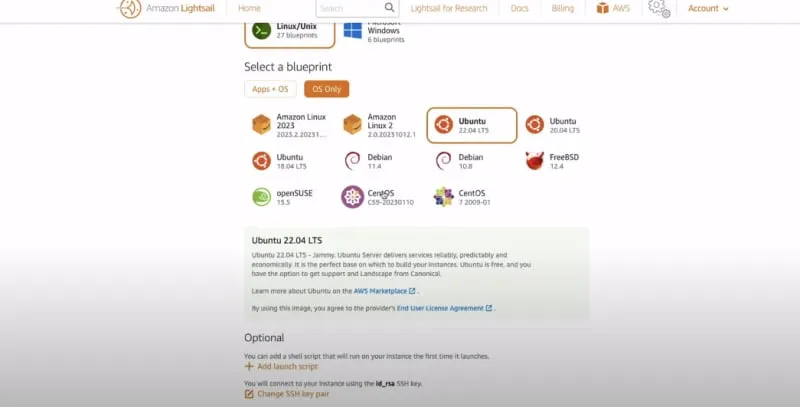 Amazon Lightsail Home Search Lightsail for Research Docs Billing AWS Account
Linux/Unix
27 blueprints
Microsoft
Windows
6 blueprints
Select a blueprint
Apps + OS OS Only
Amazon Linux
2023
2023.2.20231...
Amazon
Linux 2
2.0.20231012.1
Ubuntu
22.04 LTS
Ubuntu
20.04 LTS
Ubuntu
18.04 LTS
Debian
11.4
Debian
10.8
FreeBSD
12.4
openSUSE
15.5
CentOS
CS9-20230110
CentOS
7 2009-01
Ubuntu 22.04 LTS
Ubuntu 22.04 LTS - Jammy. Ubuntu Server delivers services reliably, predictably and
economically. It is the perfect base on which to build your instances. Ubuntu is free, and you
have the option to get support and Landscape from Canonical.
Learn more about Ubuntu on the AWS Marketplace .
By using this image, you agree to the provider's End User License Agreement .
Optional
You can add a shell script that will run on your instance the first time it launches.
+ Add launch script
You will connect to your instance using the id_rsa SSH key.
Change SSH key pair